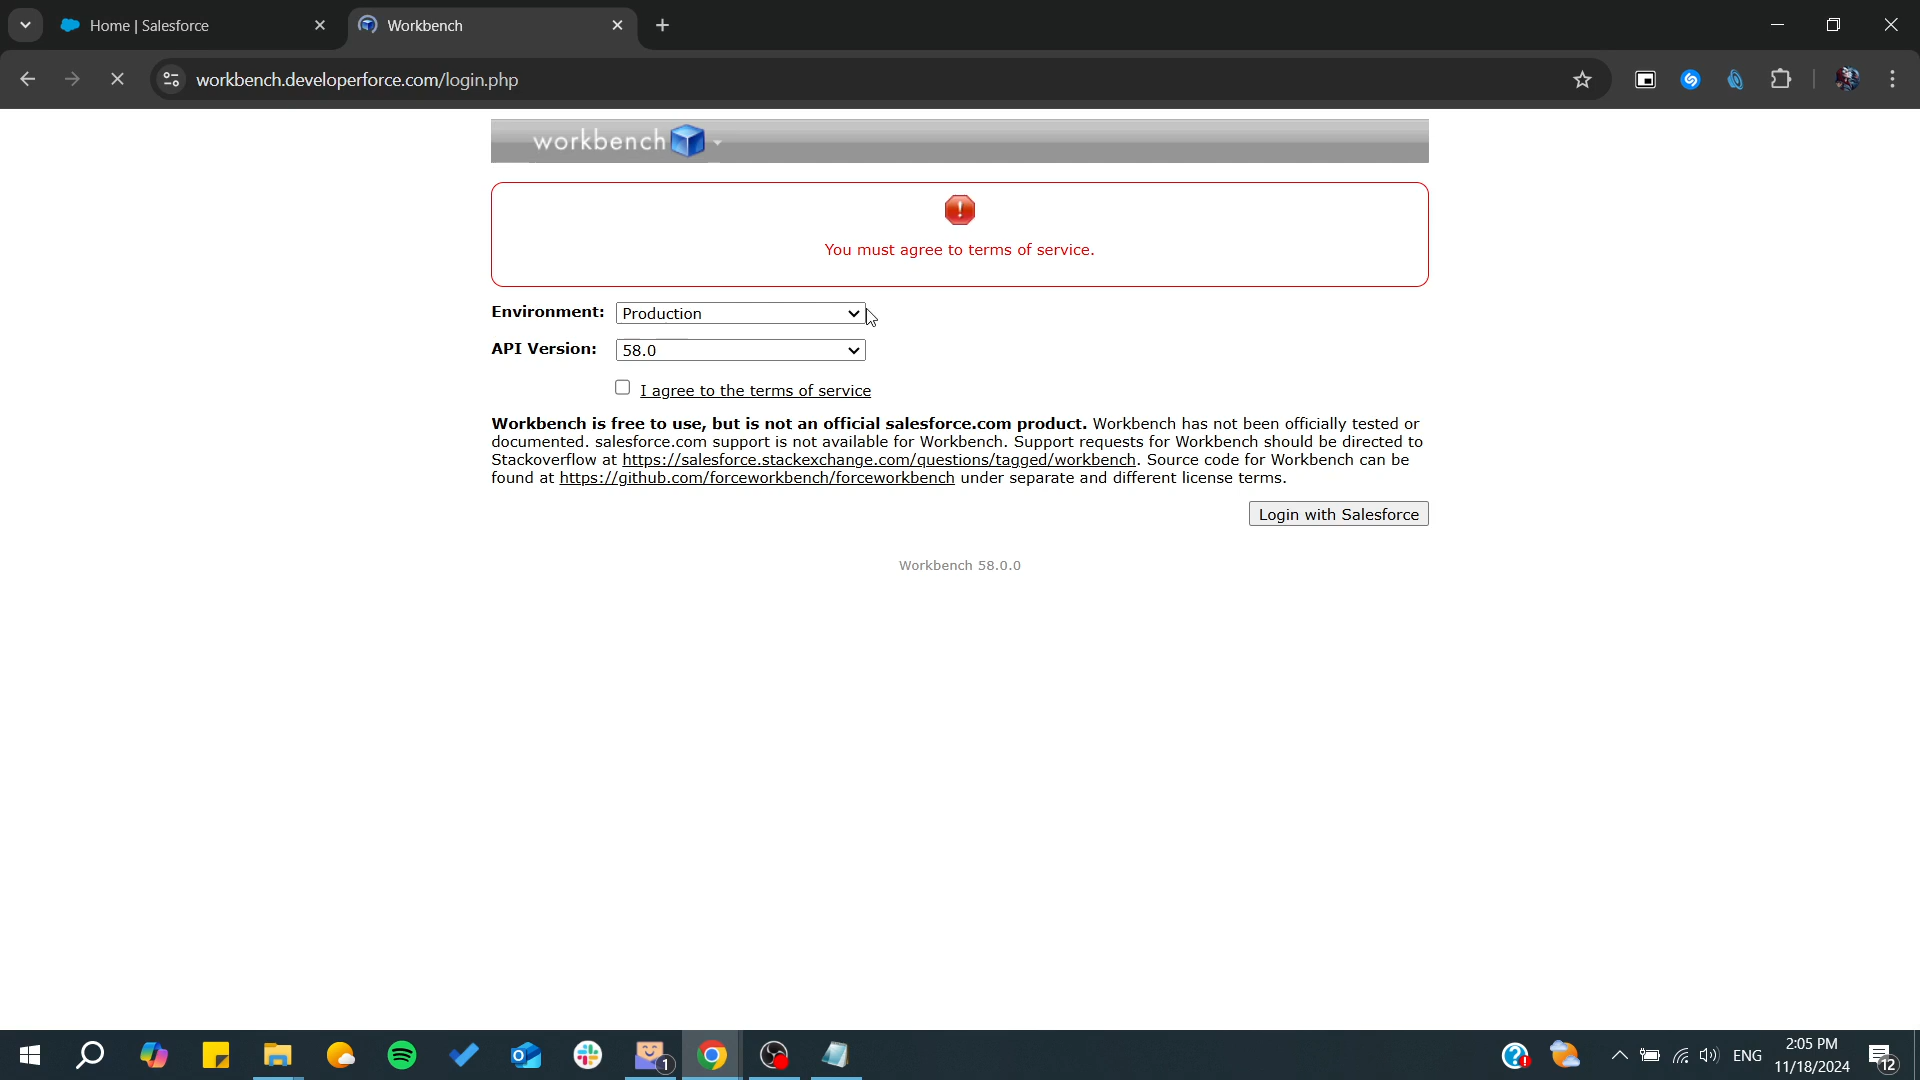 Home | Salesforce
Workbench
workbench.developerforce.com/login.php
workbench
You must agree to terms of service.
Environment: Production
API Version: 58.0
I agree to the terms of service
Workbench is free to use, but is not an official salesforce.com product. Workbench has not been officially tested or
documented. salesforce.com support is not available for Workbench. Support requests for Workbench should be directed to
Stackoverflow at https://salesforce.stackexchange.com/questions/tagged/workbench. Source code for Workbench can be
found at https://github.com/forceworkbench/forceworkbench under separate and different license terms.
Login with Salesforce
Workbench 58.0.0
1
ENG
2:05 PM
11/18/2024
12